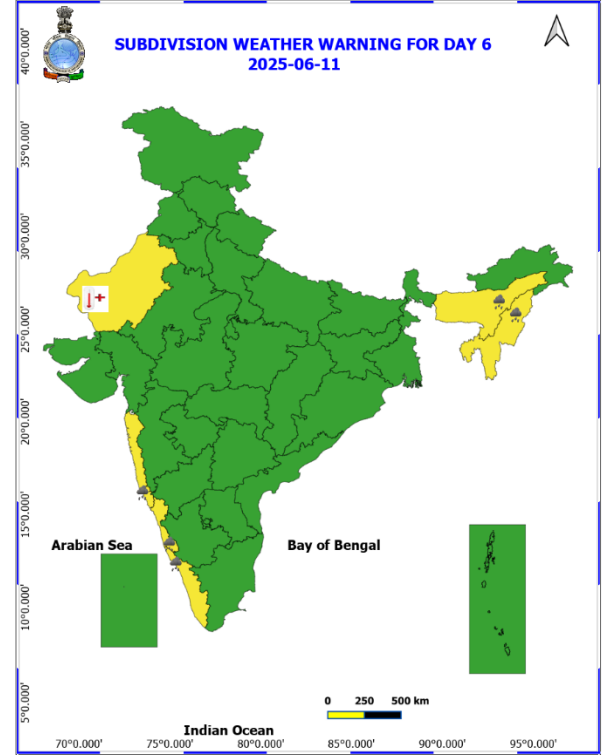 SUBDIVISION WEATHER WARNING FOR DAY 6
2025-06-11
40°0.000'
35°0.000'
30°0.000'
25°0.000'
20°0.000'
15°0.000'
10°0.000'
5°0.000'
Arabian Sea
Bay of Bengal
0 250 500 km
Indian Ocean
70°0.000' 75°0.000' 80°0.000' 85°0.000' 90°0.000' 95°0.000'